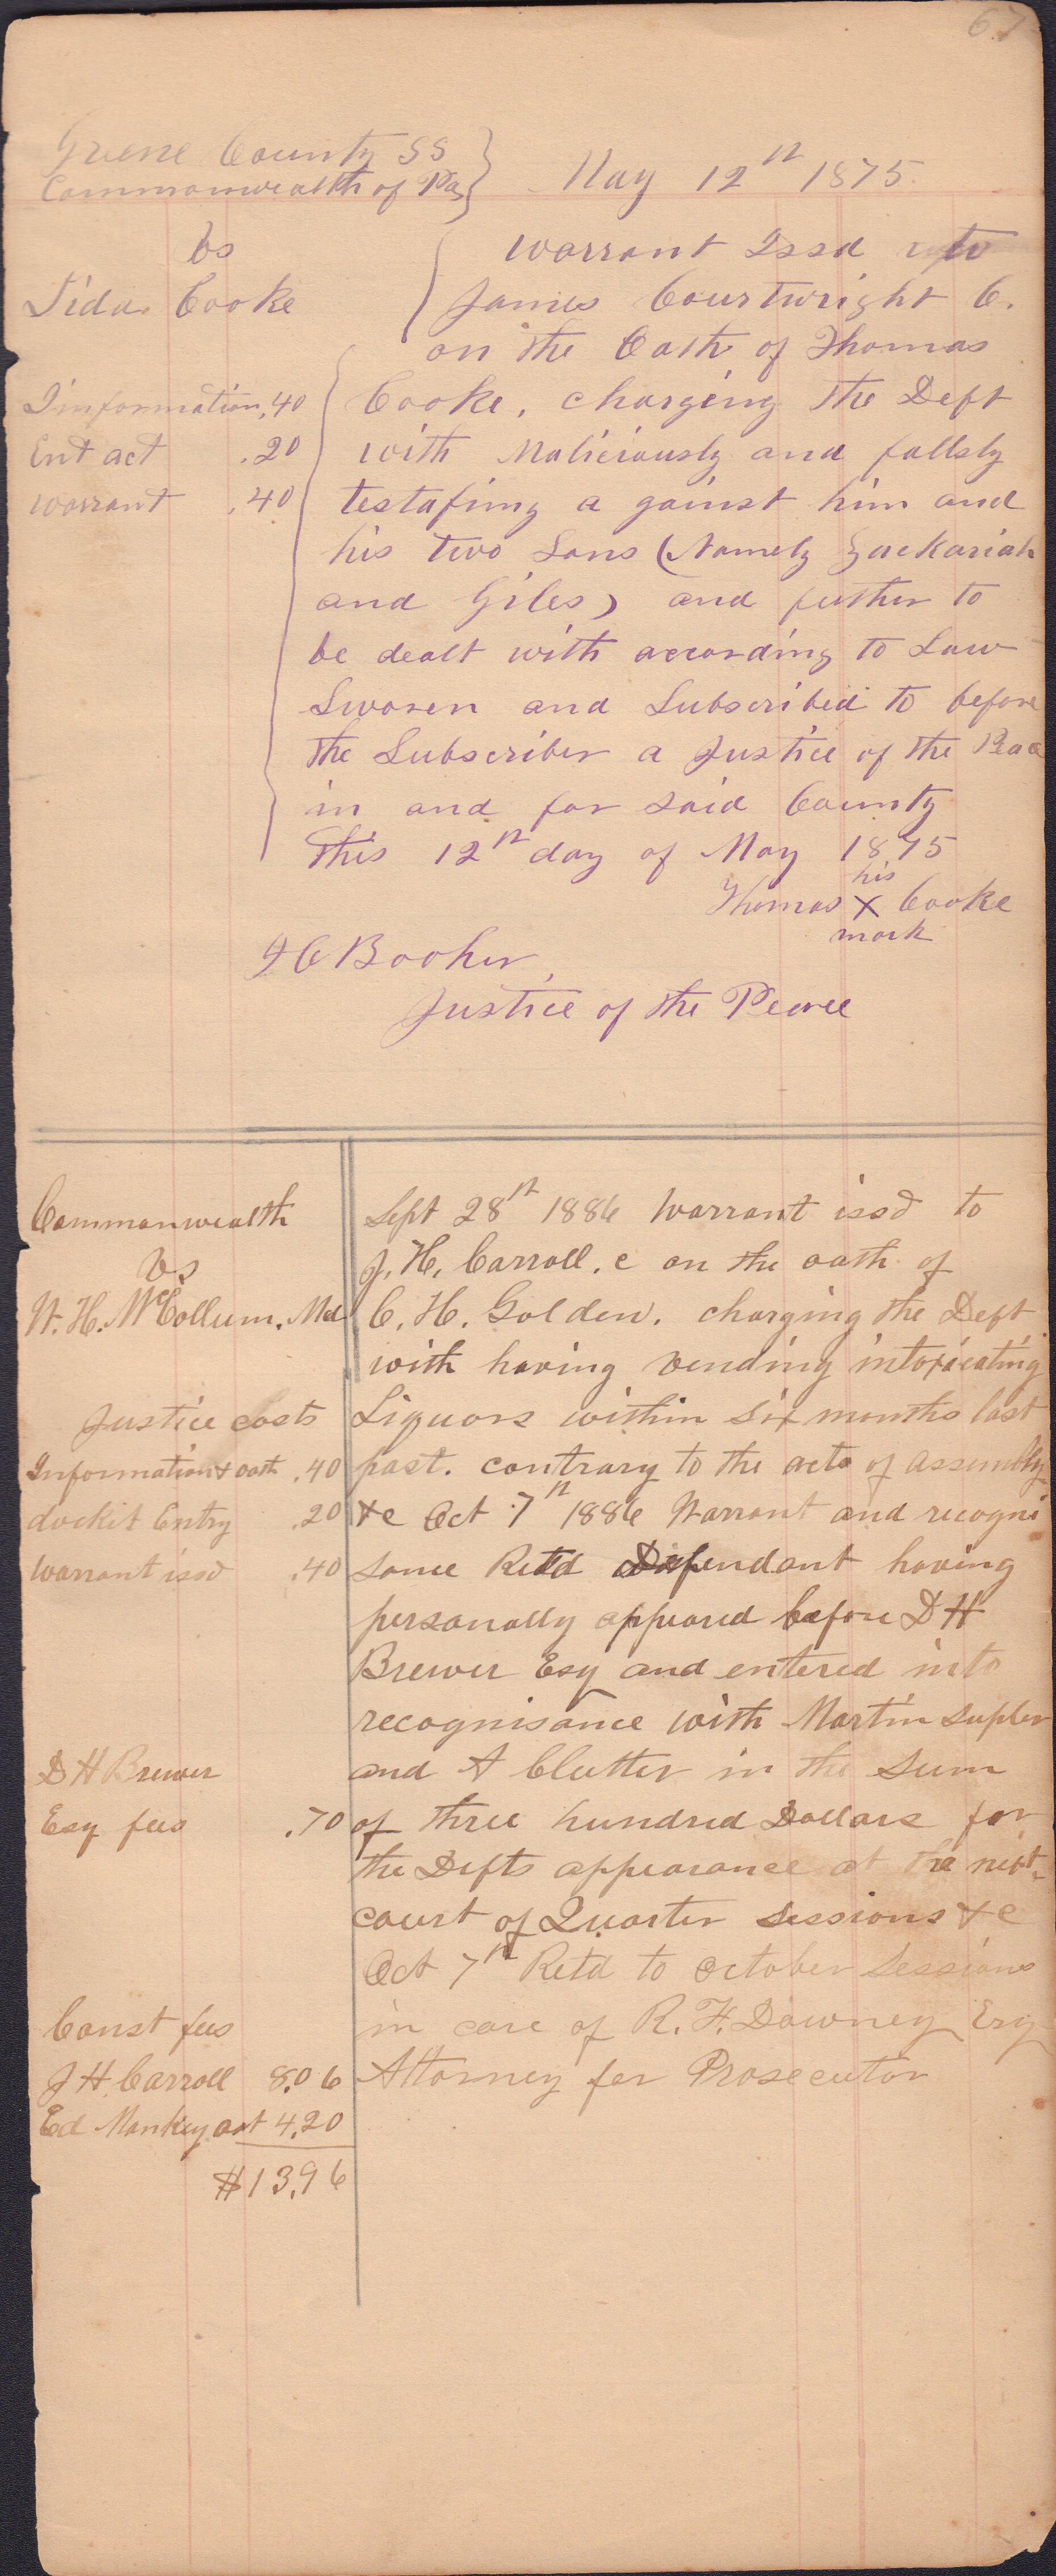 67
Greene County SS
Commonwealth of Pa
May 12th 1875.
vs
Warrant Issd to
Tida Cooke
James Courtwright C.
on the Oath of Thomas
Imformation .40
Cooke, charging the Deft
Ent act .20
with Maliciously and fallsly
warrant .40
testafing a gainst him and
his two Sons (Namely Zackariah
and Giles) and further to
be dealt with according to Law
Sworen and Subscribed to before
the Subscriber a Justice of the Peace
in and for said County
this 12th day of May 1875
his
Thomas X Cooke
mark
Booher
Justice of the Peace
Commonwealth
vs
W. H. McCollum. Md
Justice costs
Information & oath .40
dockit Entry .20
Warrant issd .40
D H Brewer
Esq fees .70
Const fees
J H Carroll 8.06
Ed Mankey 4.20
$13.96
Sept 28th 1886 Warrant issd to
J. H. Carroll. c on the oath of
C. H. Golden. charging the Deft
with having vending intoxicating
Liquors within six months last
past. contrary to the acts of assembly
&c Oct 7th 1886 Warrant and recogni
sance Retd Defendant having
personally appeared before D H
Brewer Esq and entered into
recognisance with Martin Supler
and A Clutter in the sum
of three hundred Dollars for
the Defts appearance at the next
court of Quarter sessions &c
Oct 7th Retd to October Sessions
in care of R. F. Downey Esq
Attorney for Prosecutor